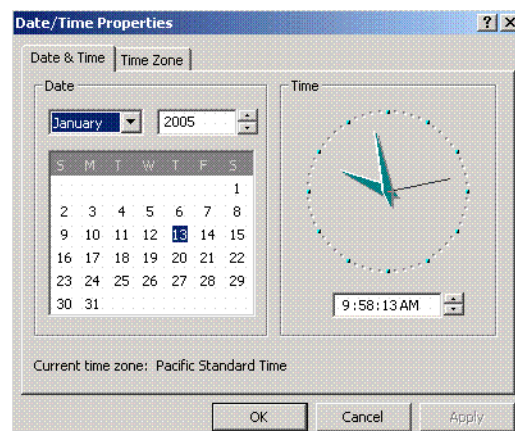 Date/Time Properties ? X
Date & Time Time Zone
Date
Time
January 2005
S M T W T F S
1
2 3 4 5 6 7 8
9 10 11 12 13 14 15
16 17 18 19 20 21 22
23 24 25 26 27 28 29
30 31
9:58:13 AM
Current time zone: Pacific Standard Time
OK Cancel Apply